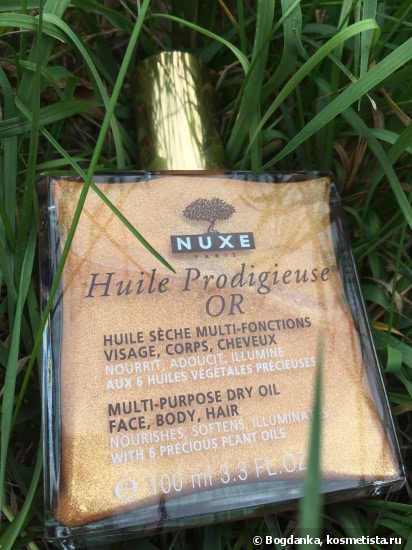 NUXE
PARIS
Huile Prodigieuse
OR
HUILE SÈCHE MULTI-FONCTIONS
VISAGE, CORPS, CHEVEUX
NOURRIT, ADOUCIT, ILLUMINE
AUX 6 HUILES VÉGÉTALES PRÉCIEUSES
MULTI-PURPOSE DRY OIL
FACE, BODY, HAIR
NOURISHES, SOFTENS, ILLUMINATES
WITH 6 PRECIOUS PLANT OILS
℮ 100 ml 3.3 FL.OZ
© Bogdanka, kosmetista.ru